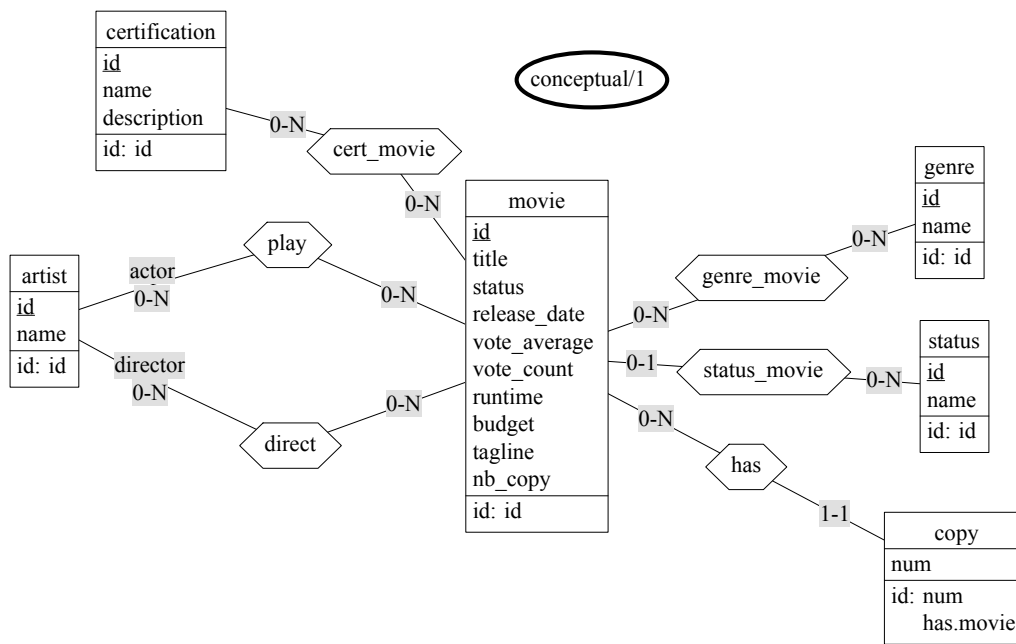 certification
id
name
description
id: id
conceptual/1
0-N
cert_movie
0-N
movie
id
title
status
release_date
vote_average
vote_count
runtime
budget
tagline
nb_copy
id: id
genre
id
name
id: id
0-N
genre_movie
0-N
artist
id
name
id: id
actor
0-N
play
0-N
director
0-N
direct
0-N
0-1
status_movie
0-N
status
id
name
id: id
0-N
has
1-1
copy
num
id: num
has.movie